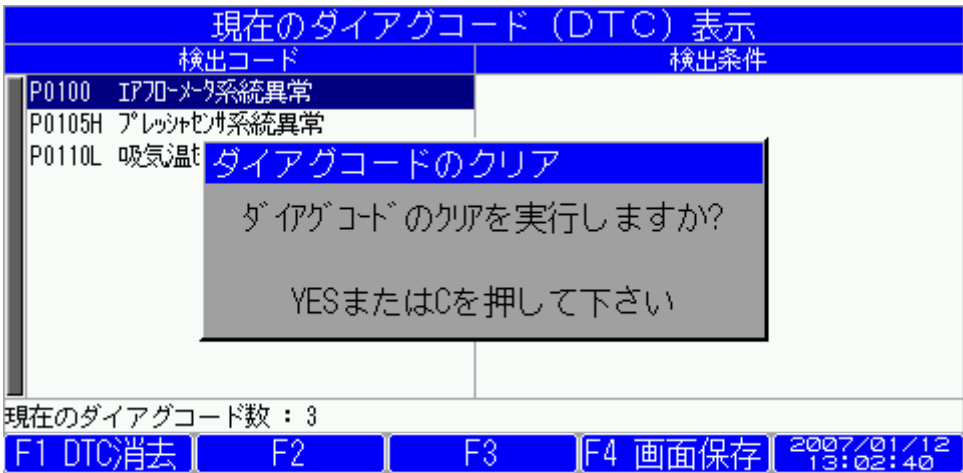 現在のダイアグコード（ＤＴＣ）表示
検出コード
検出条件
P0100 ｴｱﾌﾛｰﾒｰﾀ系統異常
P0105H ﾌﾟﾚｯｼｬｾﾝｻ系統異常
P0110L 吸気温ｾ
ダイアグコードのクリア
ﾀﾞｲｱｸﾞｺｰﾄﾞのｸﾘｱを実行しますか?
YESまたはCを押して下さい
現在のダイアグコード数：3
F1 DTC消去
F2
F3
F4 画面保存
2007/01/12
13:02:40